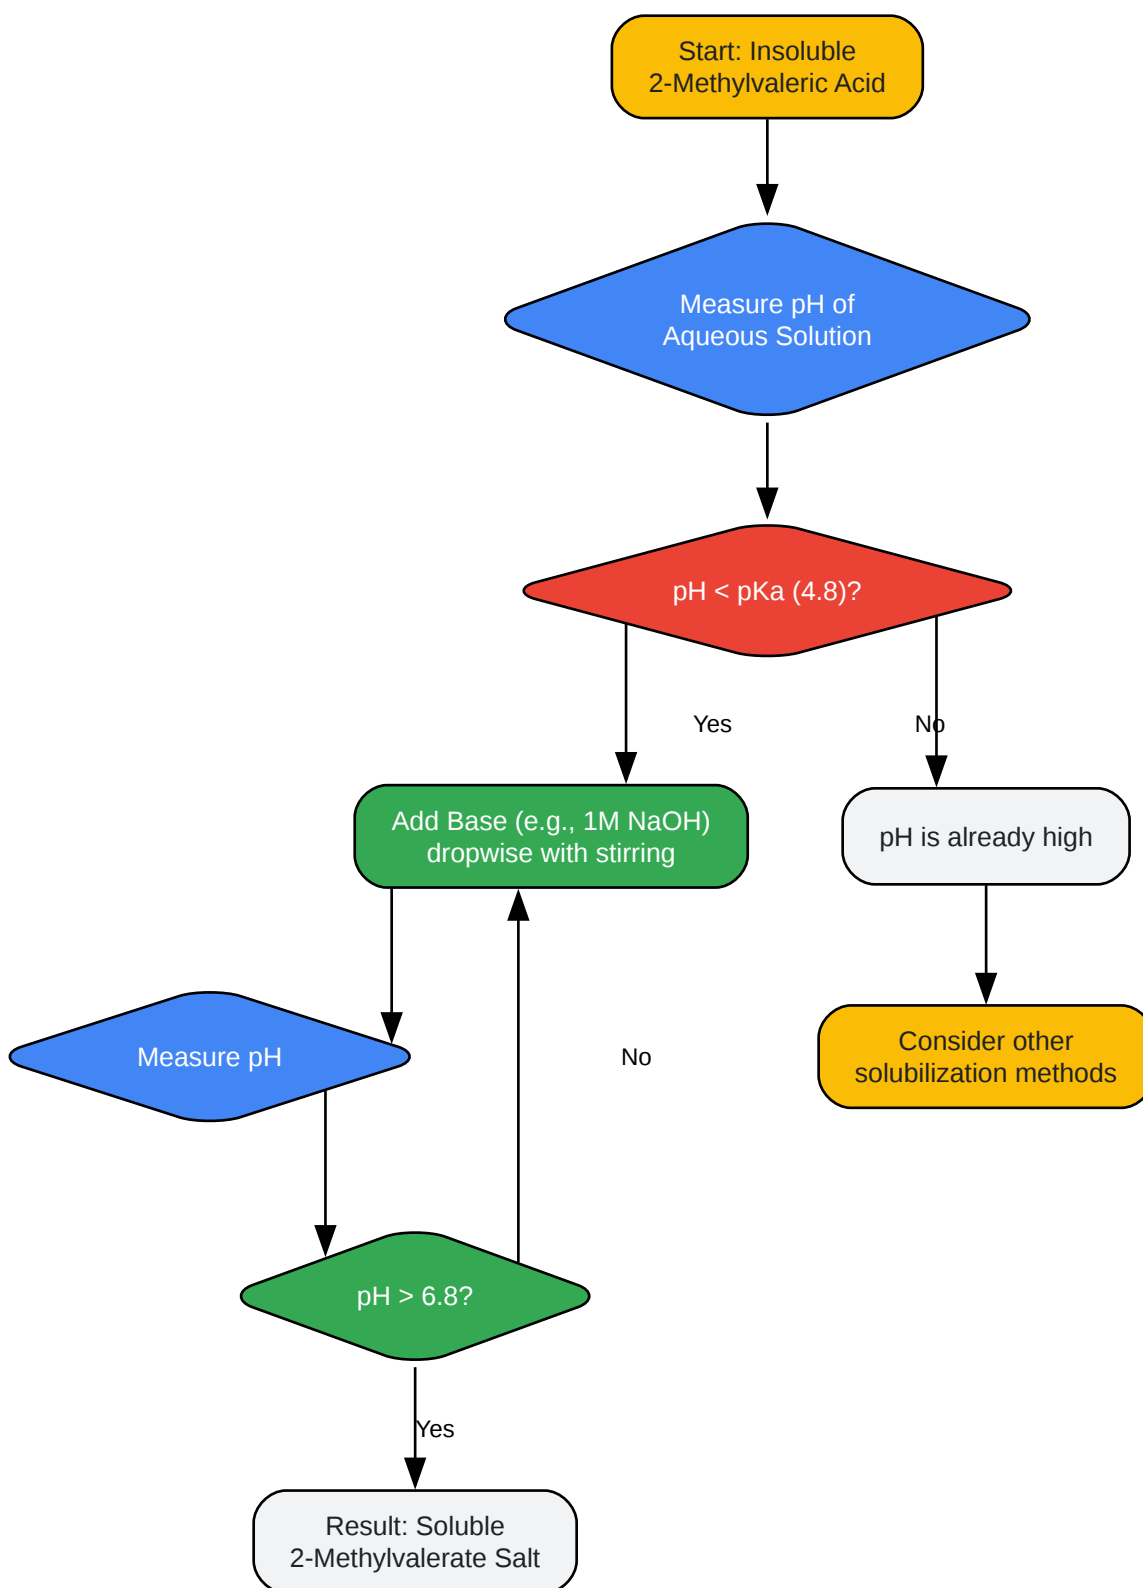 Start: Insoluble
2-Methylvaleric Acid
Measure pH of
Aqueous Solution
pH < pKa (4.8)?
Yes
No
Add Base (e.g., 1M NaOH)
dropwise with stirring
pH is already high
Measure pH
No
Consider other
solubilization methods
pH > 6.8?
Yes
Result: Soluble
2-Methylvalerate Salt